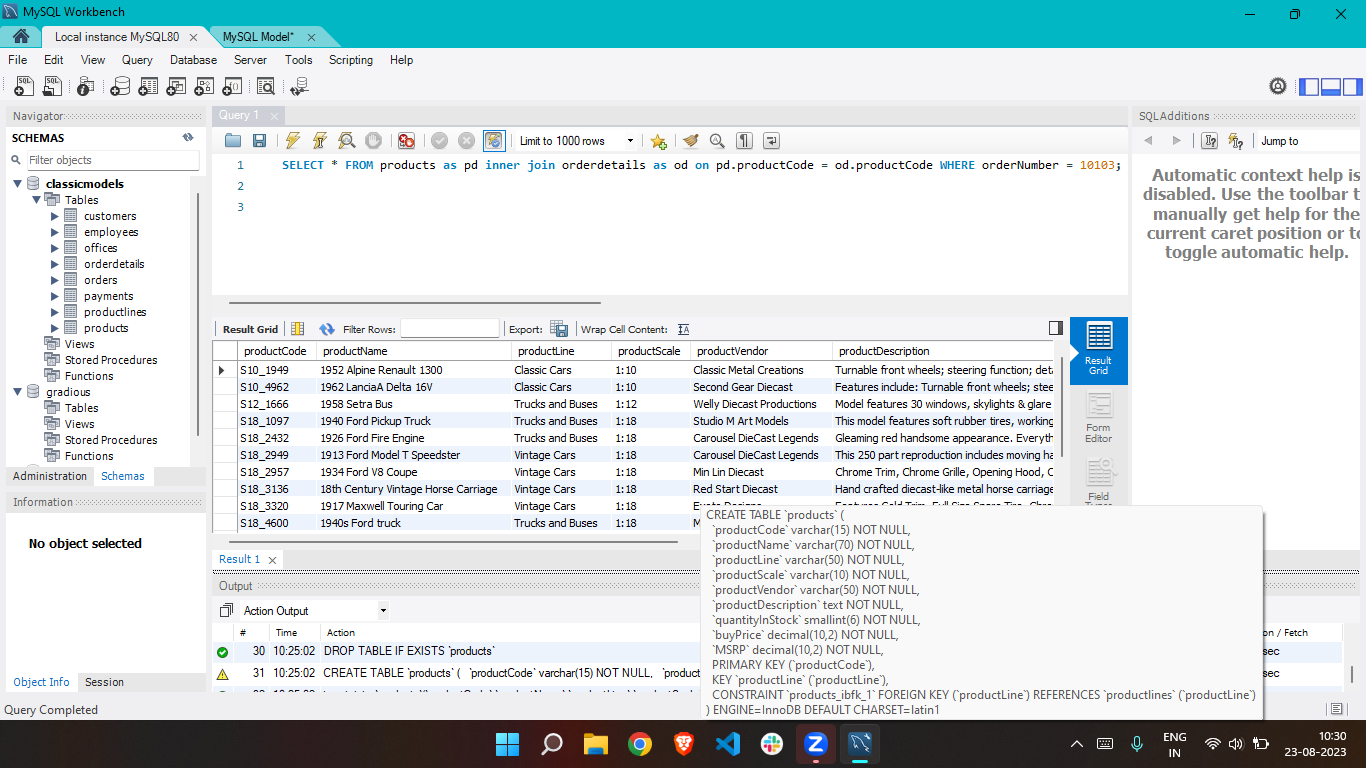 MySQL Workbench
Local instance MySQL80
MySQL Model*
File Edit View Query Database Server Tools Scripting Help
Navigator
SCHEMAS
Filter objects
classicmodels
Tables
customers
employees
offices
orderdetails
orders
payments
productlines
products
Views
Stored Procedures
Functions
gradious
Tables
Views
Stored Procedures
Functions
Administration Schemas
Information
No object selected
Object Info Session
Query Completed
Query 1
Limit to 1000 rows
1 SELECT * FROM products as pd inner join orderdetails as od on pd.productCode = od.productCode WHERE orderNumber = 10103;
2
3
Result Grid Filter Rows: Export: Wrap Cell Content:
productCode productName productLine productScale productVendor productDescription
S10_1949 1952 Alpine Renault 1300 Classic Cars 1:10 Classic Metal Creations Turnable front wheels; steering function; deta
S10_4962 1962 LanciaA Delta 16V Classic Cars 1:10 Second Gear Diecast Features include: Turnable front wheels; stee
S12_1666 1958 Setra Bus Trucks and Buses 1:12 Welly Diecast Productions Model features 30 windows, skylights & glare
S18_1097 1940 Ford Pickup Truck Trucks and Buses 1:18 Studio M Art Models This model features soft rubber tires, working
S18_2432 1926 Ford Fire Engine Trucks and Buses 1:18 Carousel DieCast Legends Gleaming red handsome appearance. Everyth
S18_2949 1913 Ford Model T Speedster Vintage Cars 1:18 Carousel DieCast Legends This 250 part reproduction includes moving ha
S18_2957 1934 Ford V8 Coupe Vintage Cars 1:18 Min Lin Diecast Chrome Trim, Chrome Grille, Opening Hood, O
S18_3136 18th Century Vintage Horse Carriage Vintage Cars 1:18 Red Start Diecast Hand crafted diecast-like metal horse carriage
S18_3320 1917 Maxwell Touring Car Vintage Cars 1:18
S18_4600 1940s Ford truck Trucks and Buses 1:18 M
Result Grid
Form Editor
Field
Result 1
Output
Action Output
# Time Action on / Fetch
30 10:25:02 DROP TABLE IF EXISTS `products` sec
31 10:25:02 CREATE TABLE `products` ( `productCode` varchar(15) NOT NULL, `produc sec
CREATE TABLE `products` (
`productCode` varchar(15) NOT NULL,
`productName` varchar(70) NOT NULL,
`productLine` varchar(50) NOT NULL,
`productScale` varchar(10) NOT NULL,
`productVendor` varchar(50) NOT NULL,
`productDescription` text NOT NULL,
`quantityInStock` smallint(6) NOT NULL,
`buyPrice` decimal(10,2) NOT NULL,
`MSRP` decimal(10,2) NOT NULL,
PRIMARY KEY (`productCode`),
KEY `productLine` (`productLine`),
CONSTRAINT `products_ibfk_1` FOREIGN KEY (`productLine`) REFERENCES `productlines` (`productLine`)
) ENGINE=InnoDB DEFAULT CHARSET=latin1
SQLAdditions
Jump to
Automatic context help is
disabled. Use the toolbar t
manually get help for the
current caret position or to
toggle automatic help.
ENG
IN
10:30
23-08-2023